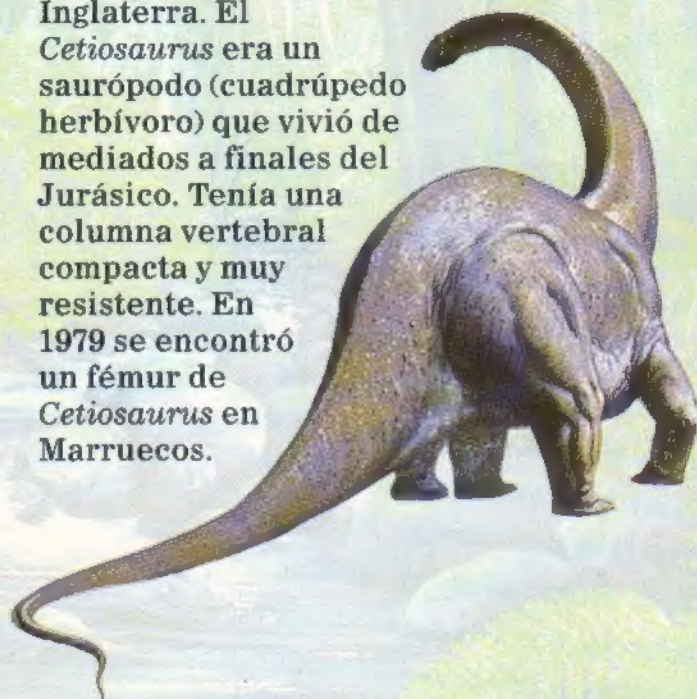 Inglaterra. El
Cetiosaurus era un
saurópodo (cuadrúpedo
herbívoro) que vivió de
mediados a finales del
Jurásico. Tenía una
columna vertebral
compacta y muy
resistente. En
1979 se encontró
un fémur de
Cetiosaurus en
Marruecos.